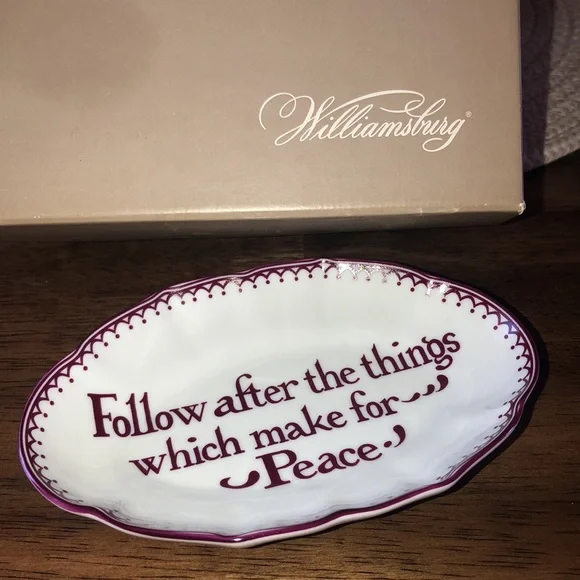 Williamsburg®
Follow after the things
which make for
Peace.